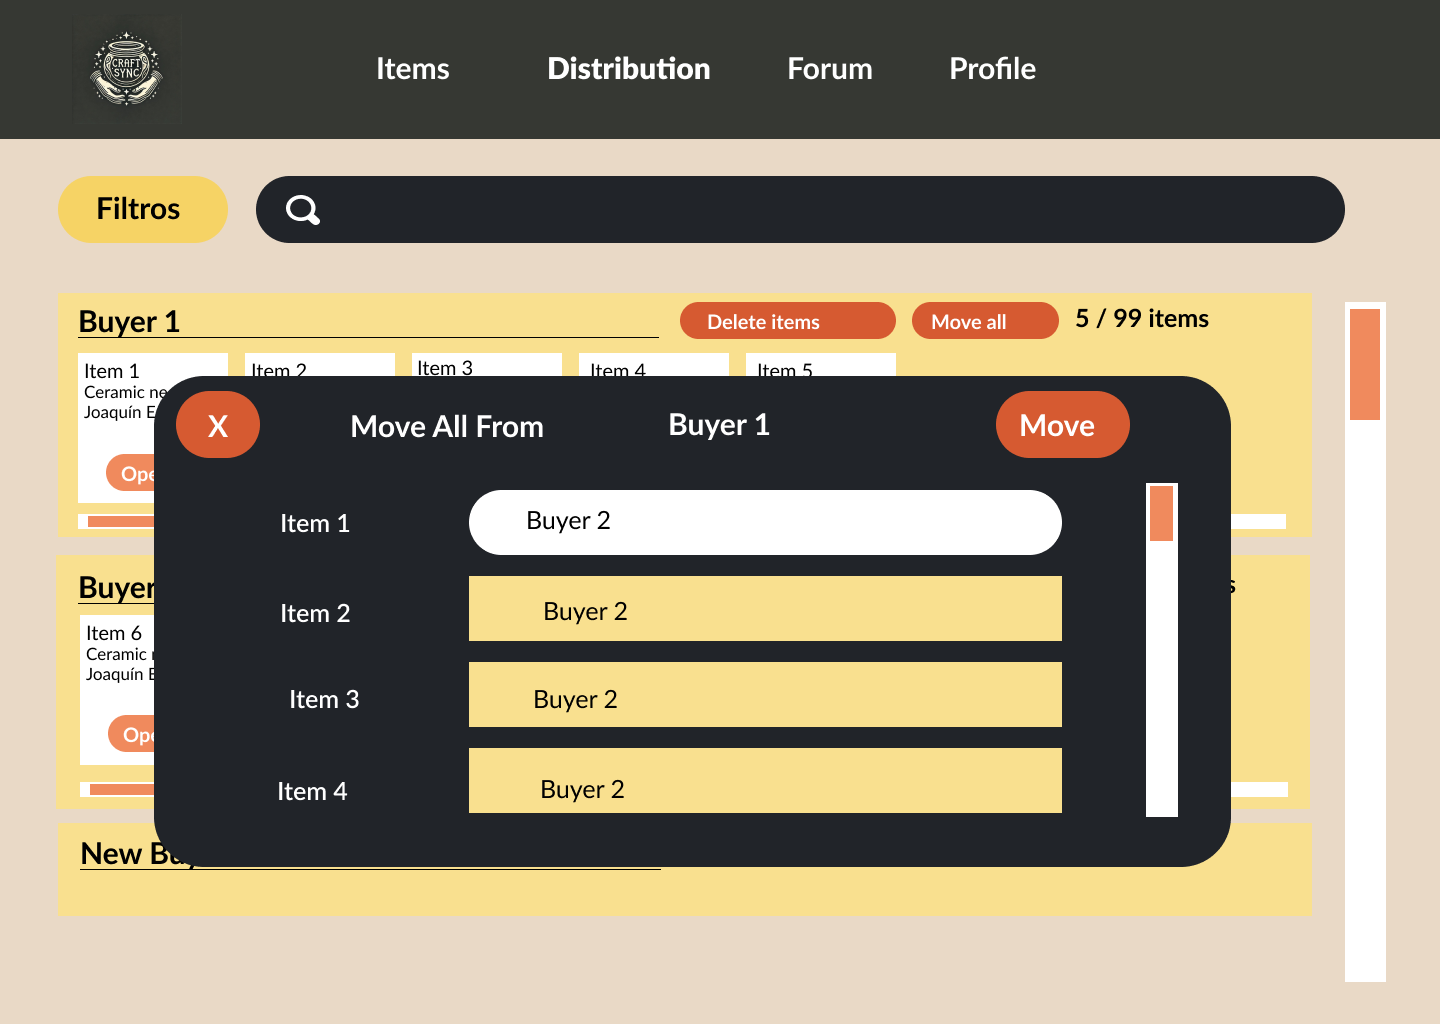 CRAFT
SYNC
Items
Distribution
Forum
Profile
Filtros
Buyer 1
Delete items
Move all
5 / 99 items
Item 1
Ceramic ne
Joaquín E
Ope
Item 2
Item 3
Item 4
Item 5
X
Move All From
Buyer 1
Move
Item 1
Buyer 2
Item 2
Buyer 2
Item 3
Buyer 2
Item 4
Buyer 2
Buyer
s
Item 6
Ceramic
Joaquín E
Ope
New Buy